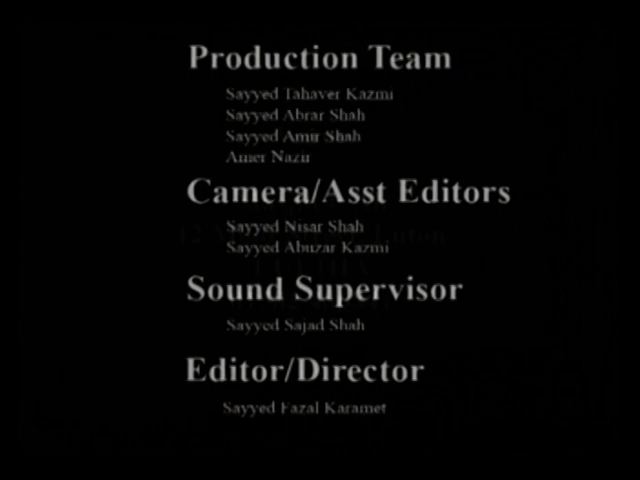 Production Team
Sayyed Tahaver Kazmi
Sayyed Abrar Shah
Sayyed Amir Shah
Amer Nazir
Camera/Asst Editors
Sayyed Nisar Shah
Sayyed Abuzar Kazmi
Sound Supervisor
Sayyed Sajad Shah
Editor/Director
Sayyed Fazal Karamet